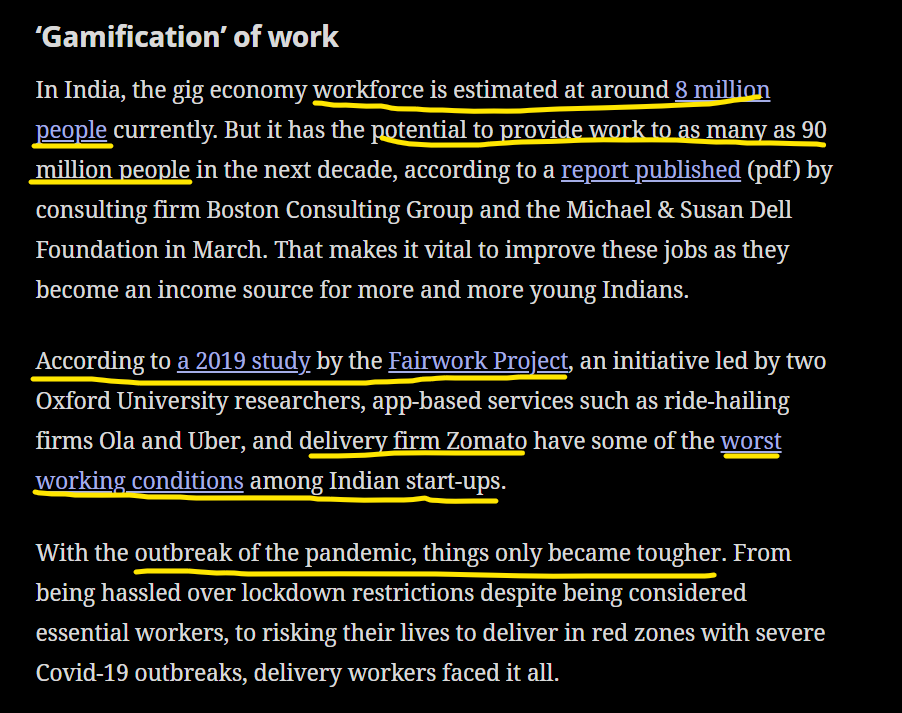 ‘Gamification’ of work
In India, the gig economy workforce is estimated at around 8 million
people currently. But it has the potential to provide work to as many as 90
million people in the next decade, according to a report published (pdf) by
consulting firm Boston Consulting Group and the Michael & Susan Dell
Foundation in March. That makes it vital to improve these jobs as they
become an income source for more and more young Indians.
According to a 2019 study by the Fairwork Project, an initiative led by two
Oxford University researchers, app-based services such as ride-hailing
firms Ola and Uber, and delivery firm Zomato have some of the worst
working conditions among Indian start-ups.
With the outbreak of the pandemic, things only became tougher. From
being hassled over lockdown restrictions despite being considered
essential workers, to risking their lives to deliver in red zones with severe
Covid-19 outbreaks, delivery workers faced it all.